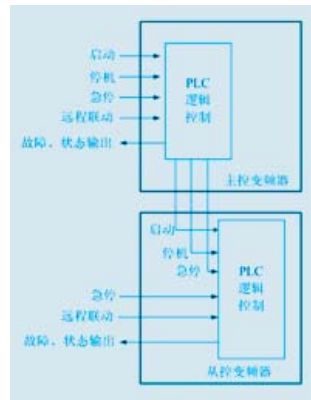 启动
停机
急停
远程联动
故障、状态输出
PLC
逻辑
控制
主控变频器
启动
停机
急停
急停
远程联动
故障、状态输出
PLC
逻辑
控制
从控变频器